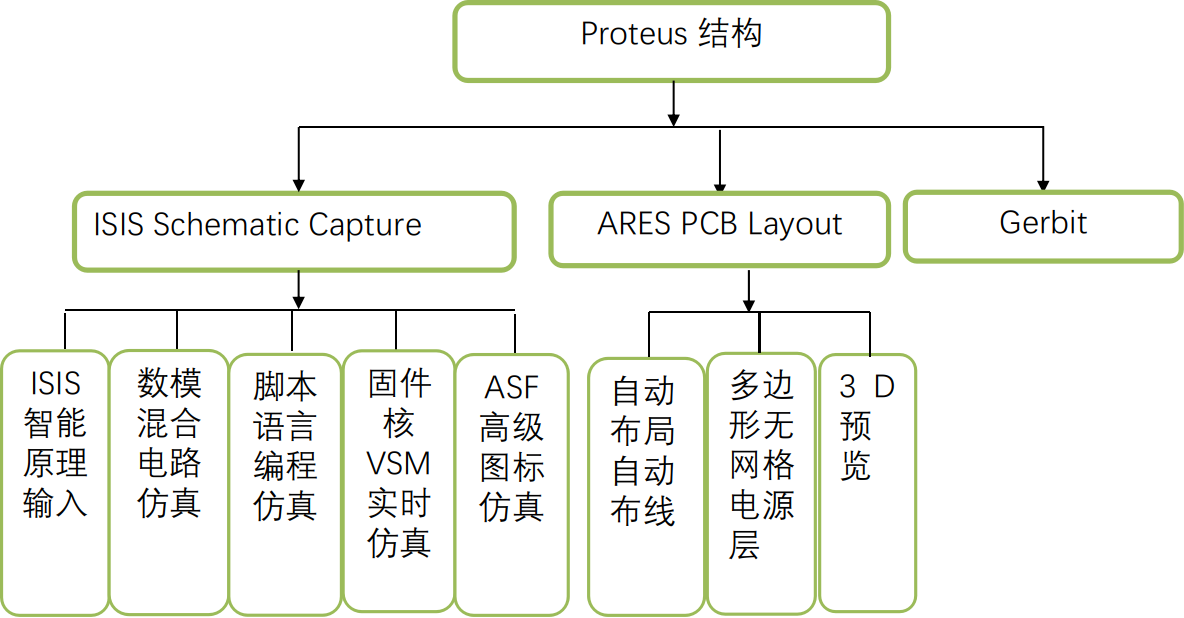 Proteus 结构
ISIS Schematic Capture
ARES PCB Layout
Gerbit
ISIS
智能
原理
输入
数模
混合
电路
仿真
脚本
语言
编程
仿真
固件
核
VSM
实时
仿真
ASF
高级
图标
仿真
自动
布局
自动
布线
多边
形无
网格
电源
层
3 D
预
览